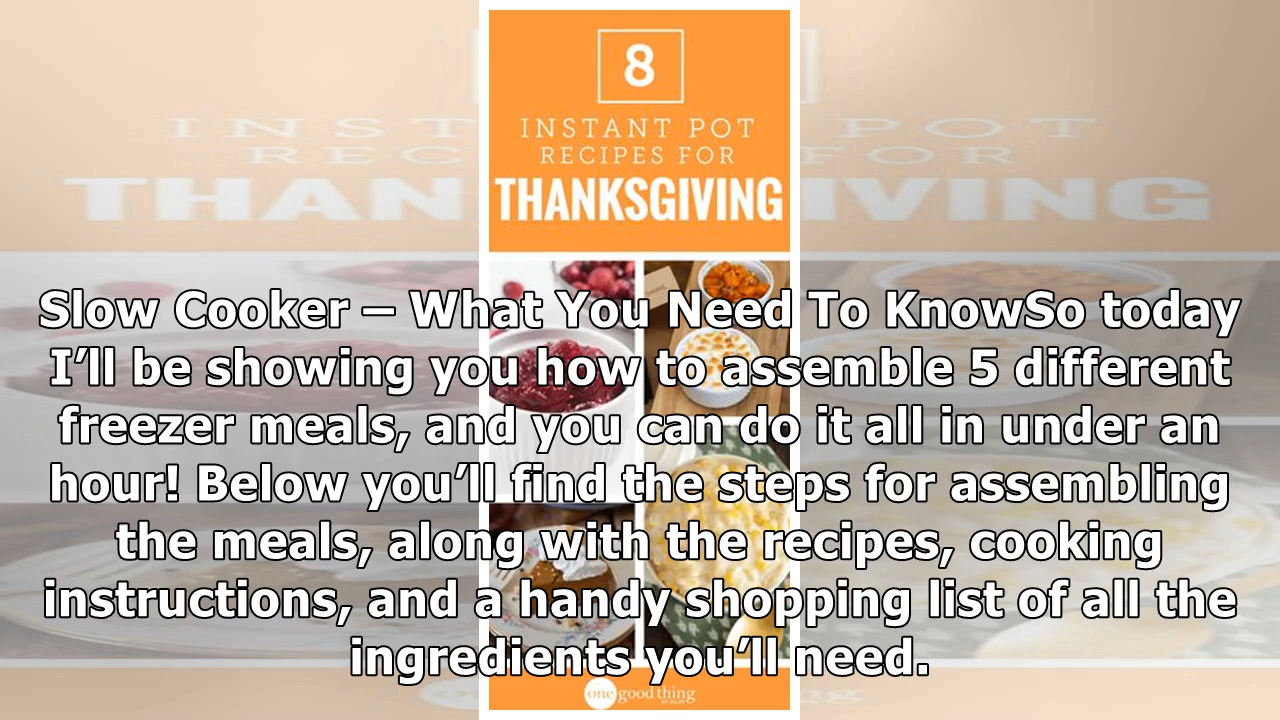 8
INSTANT POT
RECIPES FOR
THANKSGIVING
Slow Cooker – What You Need To KnowSo today
I’ll be showing you how to assemble 5 different
freezer meals, and you can do it all in under an
hour! Below you’ll find the steps for assembling
the meals, along with the recipes, cooking
instructions, and a handy shopping list of all the
ingredients you’ll need.
one good thing